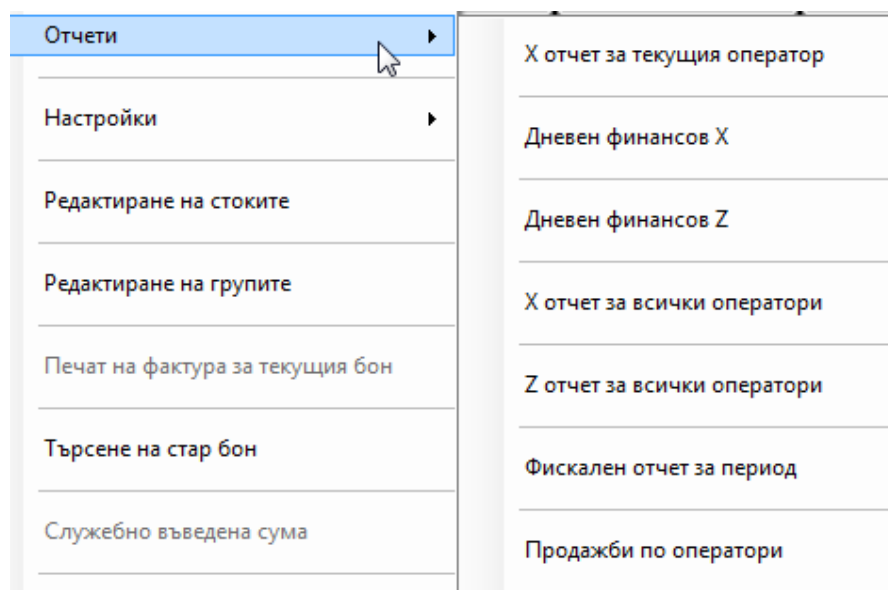 Отчети
Настройки
Редактиране на стоките
Редактиране на групите
Печат на фактура за текущия бон
Търсене на стар бон
Служебно въведена сума
X отчет за текущия оператор
Дневен финансов X
Дневен финансов Z
X отчет за всички оператори
Z отчет за всички оператори
Фискален отчет за период
Продажби по оператори